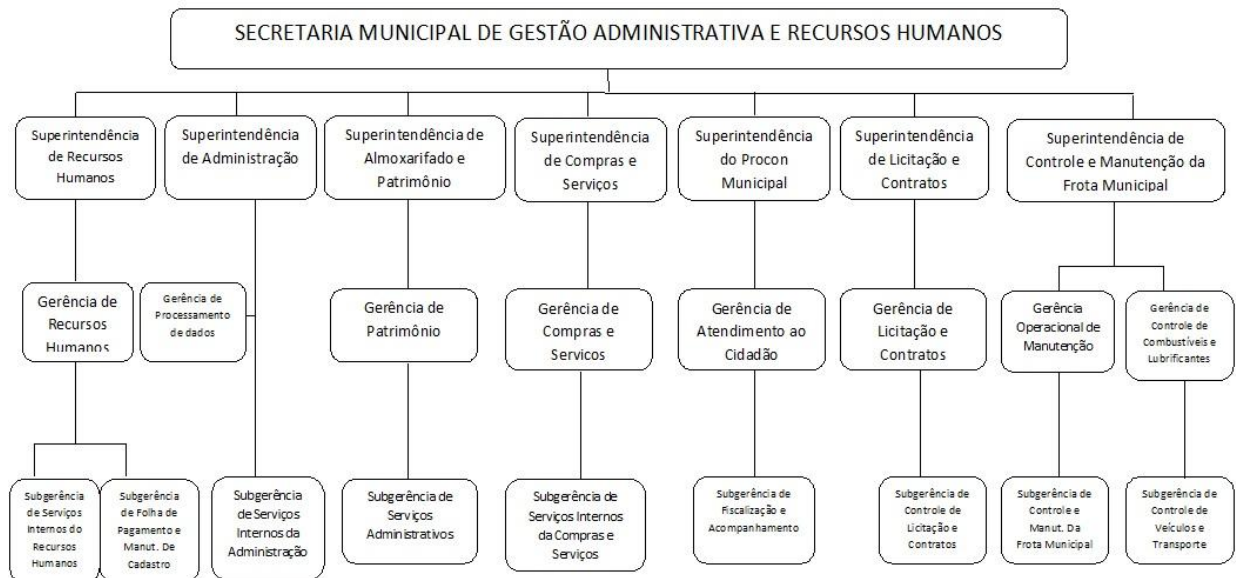 SECRETARIA MUNICIPAL DE GESTÃO ADMINISTRATIVA E RECURSOS HUMANOS
Superintendência
de Recursos
Humanos
Superintendência
de Administração
Superintendência de
Almoxarifado e
Patrimônio
Superintendência
de Compras e
Serviços
Superintendência
do Procon
Municipal
Superintendência
de Licitação e
Contratos
Superintendência de
Controle e Manutenção da
Frota Municipal
Gerência de
Recursos
Humanos
Gerência de
Processamento
de dados
Gerência de
Patrimônio
Gerência de
Compras e
Servicos
Gerência de
Atendimento ao
Cidadão
Gerência de
Licitação e
Contratos
Gerência
Operacional de
Manutenção
Gerência de
Controle de
Combustíveis e
Lubrificantes
Subgerência
de Serviços
Internos do
Recursos
Humanos
Subgerência
de Folha de
Pagamento e
Manut. De
Cadastro
Subgerência
de Serviços
Internos da
Administração
Subgerência de
Serviços
Administrativos
Subgerência de
Serviços Internos
da Compras e
Serviços
Subgerência de
Fiscalização e
Acompanhamento
Subgerência de
Controle de
Licitação e
Contratos
Subgerência de
Controle e
Manut. Da
Frota Municipal
Subgerência de
Controle de
Veículos e
Transporte